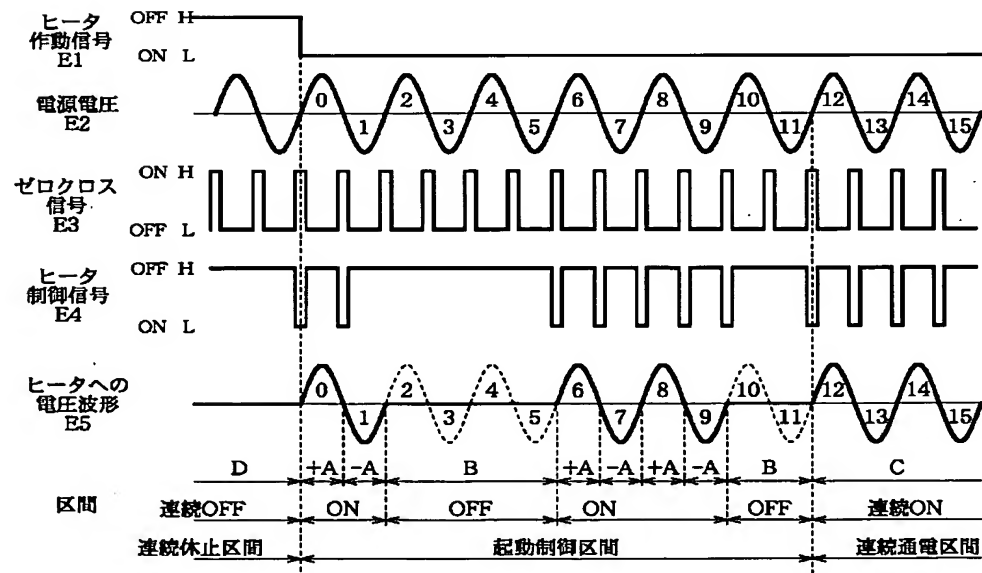 ヒータ 作動信号 E1
OFF H
ON L
電源電圧 E2
0 1 2 3 4 5 6 7 8 9 10 11 12 13 14 15
ゼロクロス 信号 E3
ON H
OFF L
ヒータ 制御信号 E4
OFF H
ON L
ヒータへの 電圧波形 E5
0 1 2 3 4 5 6 7 8 9 10 11 12 13 14 15
D +A -A B +A -A +A -A B C
区間 連続OFF ON OFF ON OFF 連続ON
連続休止区間 起動制御区間 連続通電区間